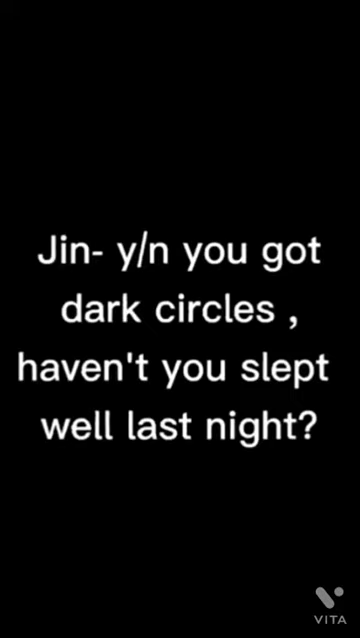 Jin- y/n you got
dark circles ,
haven't you slept
well last night?
VITA